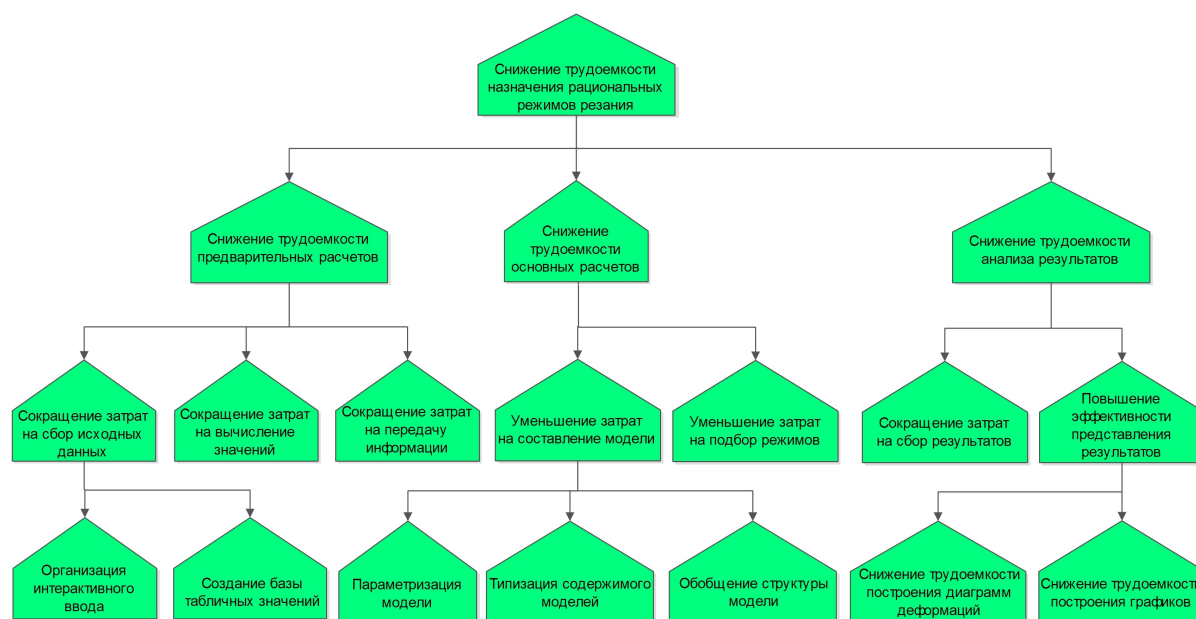 Снижение трудоемкости
назначения рациональных
режимов резания
Снижение трудоемкости
предварительных расчетов
Снижение
трудоемкости
основных расчетов
Снижение трудоемкости
анализа результатов
Сокращение затрат
на сбор исходных
данных
Сокращение затрат
на вычисление
значений
Сокращение затрат
на передачу
информации
Уменьшение затрат
на составление модели
Уменьшение затрат
на подбор режимов
Сокращение затрат
на сбор результатов
Повышение
эффективности
представления
результатов
Организация
интерактивного
ввода
Создание базы
табличных значений
Параметризация
модели
Типизация содержимого
моделей
Обобщение структуры
модели
Снижение трудоемкости
построения диаграмм
деформаций
Снижение трудоемкости
построения графиков